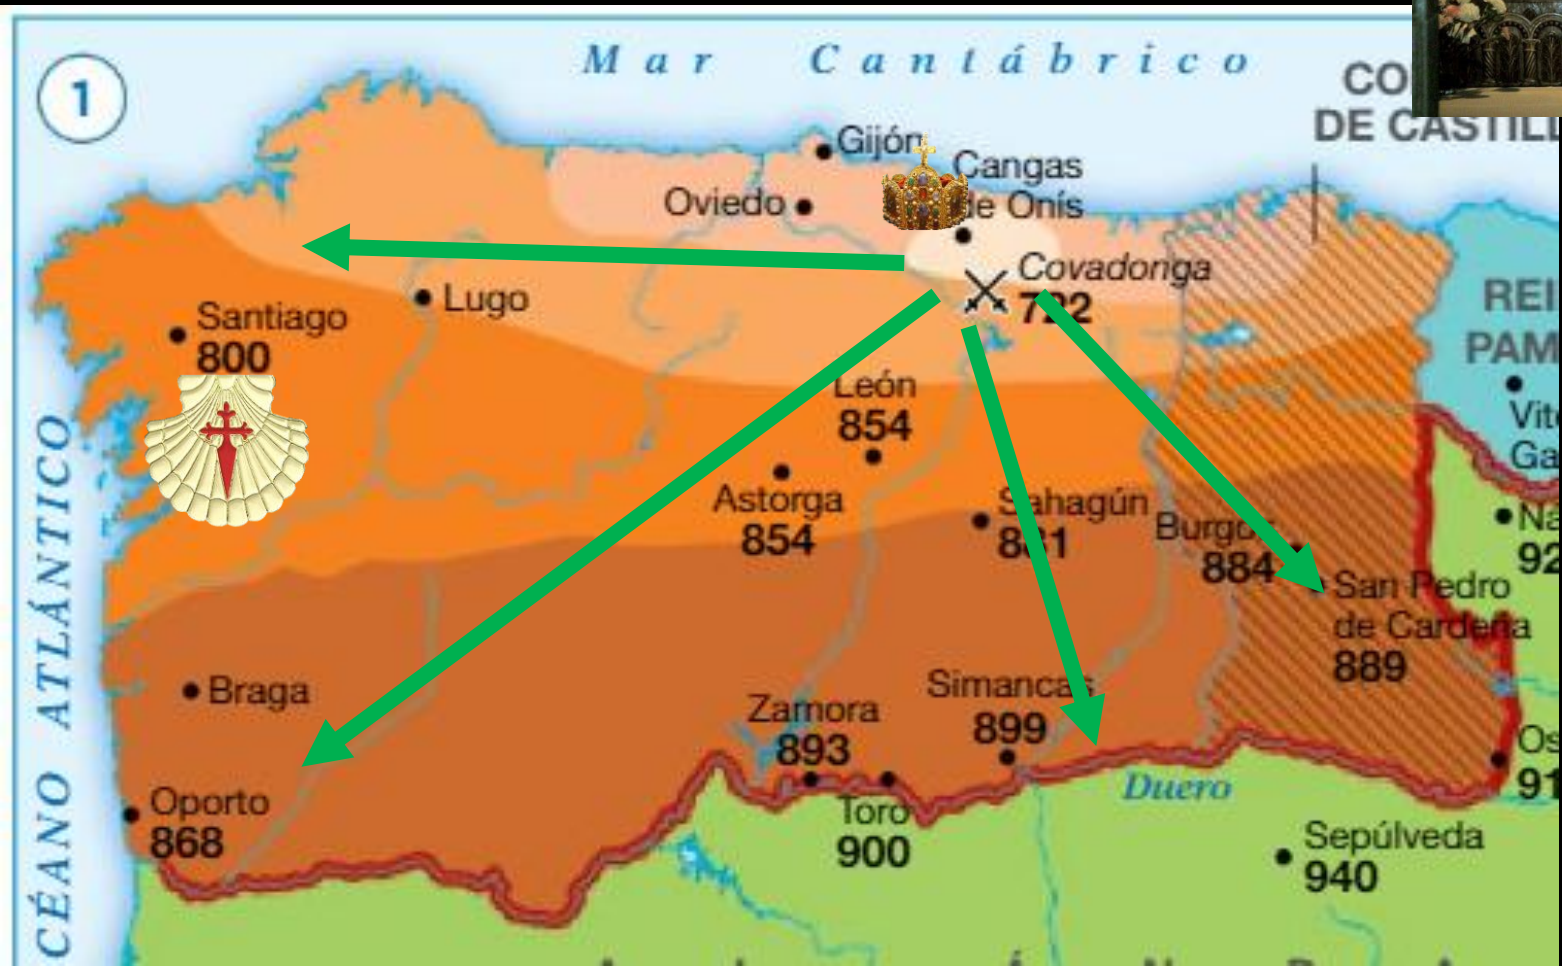 1
Mar Cantábrico
DE
Gijón
Cangas
de Onís
Oviedo
Covadonga
722
Lugo
Santiago
800
León
854
Astorga
854
Sahagún
881
Burgos
884
San Pedro
de Cardeña
889
Braga
Simancas
899
Zamora
893
Toro
900
Oporto
868
Duero
Sepúlveda
940
ATLÁNTICO